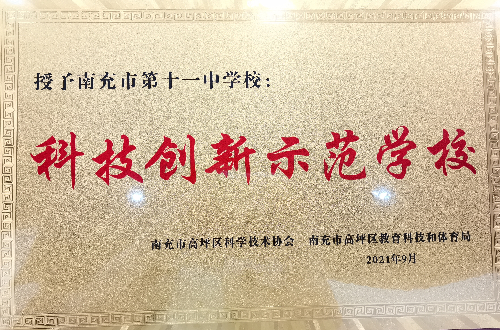 授予南充市第十一中学校：
科技创新示范学校
南充市高坪区科学技术协会 南充市高坪区教育科技和体育局
2021年9月